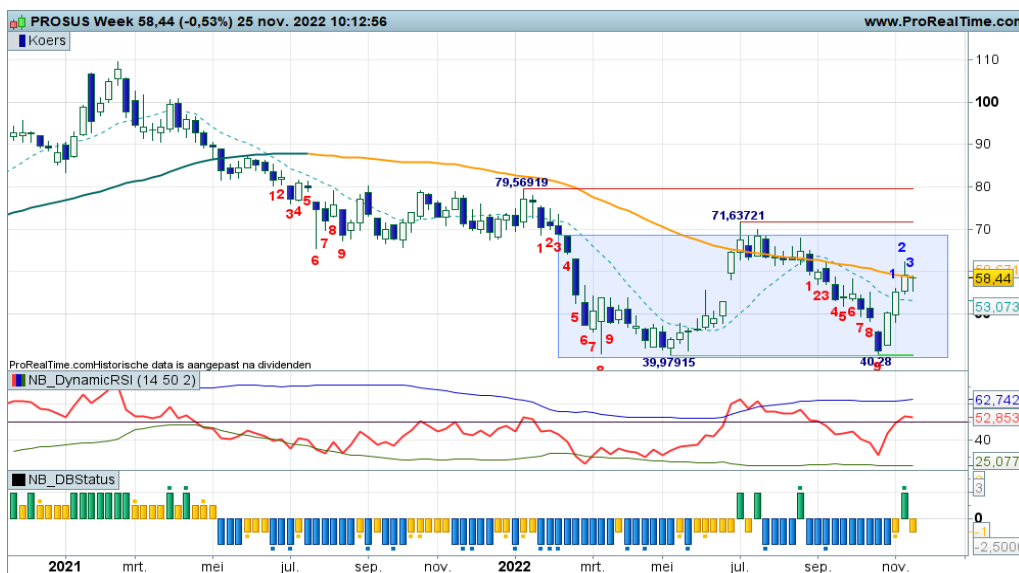 PROSUS Week 58,44 (-0,53%) 25 nov. 2022 10:12:56
www.ProRealTime.com
Koers
110
100
90
80
70
79,56919
71,63721
39,97915
40,28
58,44
53,073
1 2
3 4 5
6 7 8 9
1 2 3
4
5
6 7
8
9
1
2 3
4 5 6
7 8
9
1
2
3
ProRealTime.comHistorische data is aangepast na dividenden
NB_DynamicRSI (14 50 2)
62,742
52,853
40
25,077
NB_DBStatus
3
0
-1
2021 mrt. mei jul. sep. nov. 2022 mrt. mei jul. sep. nov.